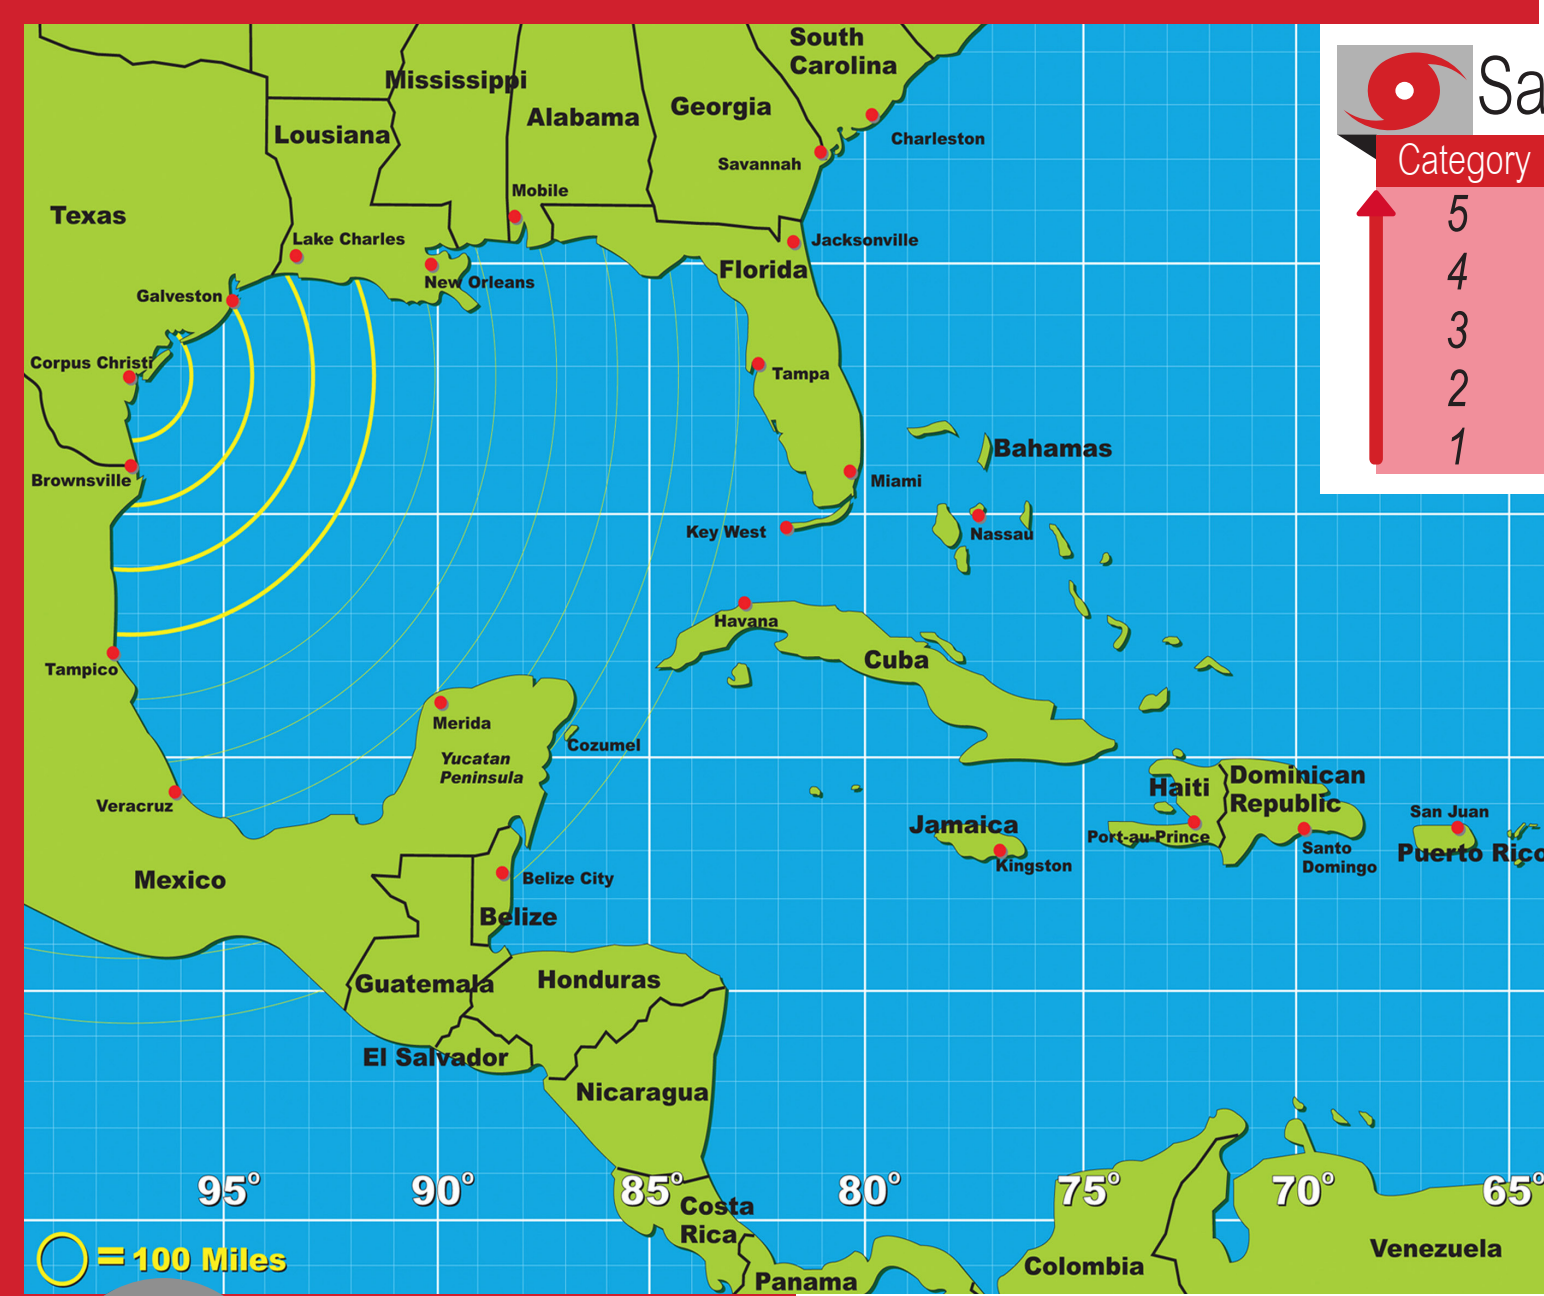 South
Carolina
Mississippi
Georgia
Alabama
Lousiana
Charleston
Savannah
Mobile
Texas
Lake Charles
Jacksonville
Florida
New Orleans
Galveston
Corpus Christi
Tampa
Brownsville
Miami
Bahamas
Key West
Nassau
Havana
Cuba
Tampico
Merida
Cozumel
Yucatan
Peninsula
Veracruz
Haiti
Dominican
Republic
Jamaica
Port-au-Prince
San Juan
Kingston
Santo
Domingo
Puerto Rico
Mexico
Belize City
Belize
Guatemala
Honduras
El Salvador
Nicaragua
95° 90° 85° 80° 75° 70° 65°
Costa
Rica
Panama
Colombia
Venezuela
= 100 Miles
Sa
Category
5
4
3
2
1